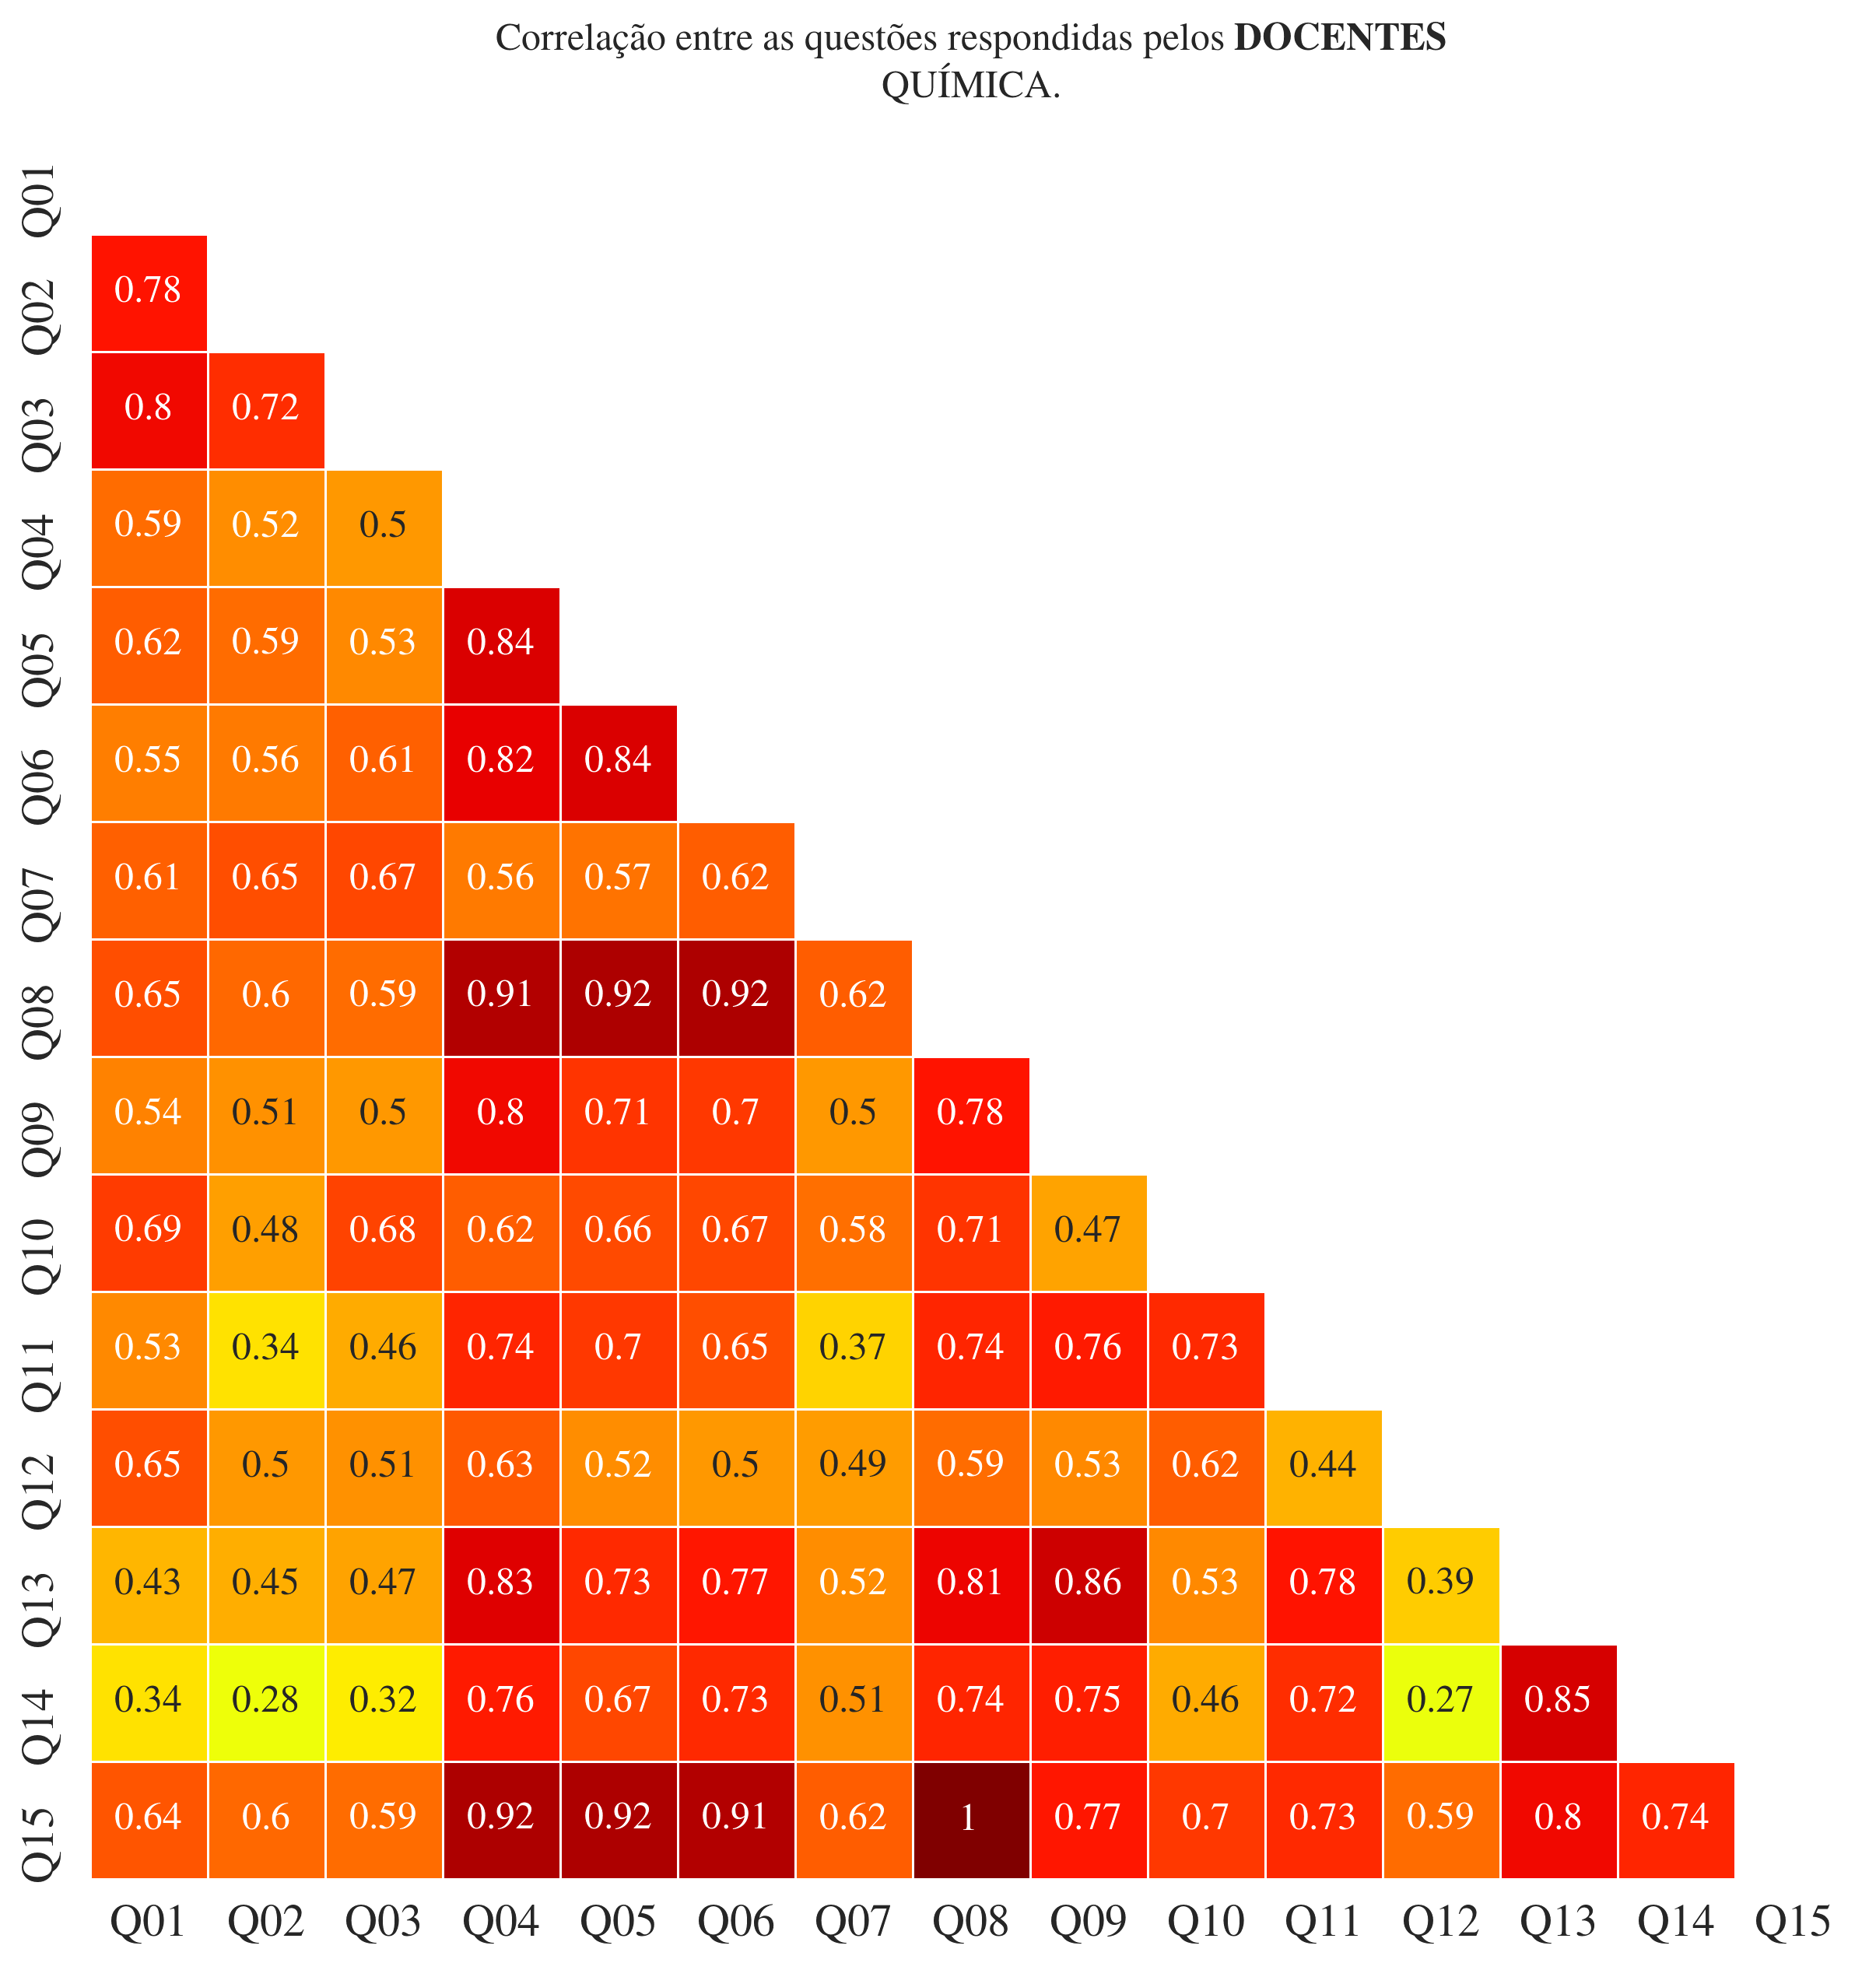 Correlação entre as questões respondidas pelos DOCENTES
QUÍMICA.
Q01
Q02 0.78
Q03 0.8 0.72
Q04 0.59 0.52 0.5
Q05 0.62 0.59 0.53 0.84
Q06 0.55 0.56 0.61 0.82 0.84
Q07 0.61 0.65 0.67 0.56 0.57 0.62
Q08 0.65 0.6 0.59 0.91 0.92 0.92 0.62
Q09 0.54 0.51 0.5 0.8 0.71 0.7 0.5 0.78
Q10 0.69 0.48 0.68 0.62 0.66 0.67 0.58 0.71 0.47
Q11 0.53 0.34 0.46 0.74 0.7 0.65 0.37 0.74 0.76 0.73
Q12 0.65 0.5 0.51 0.63 0.52 0.5 0.49 0.59 0.53 0.62 0.44
Q13 0.43 0.45 0.47 0.83 0.73 0.77 0.52 0.81 0.86 0.53 0.78 0.39
Q14 0.34 0.28 0.32 0.76 0.67 0.73 0.51 0.74 0.75 0.46 0.72 0.27 0.85
Q15 0.64 0.6 0.59 0.92 0.92 0.91 0.62 1 0.77 0.7 0.73 0.59 0.8 0.74
Q01 Q02 Q03 Q04 Q05 Q06 Q07 Q08 Q09 Q10 Q11 Q12 Q13 Q14 Q15